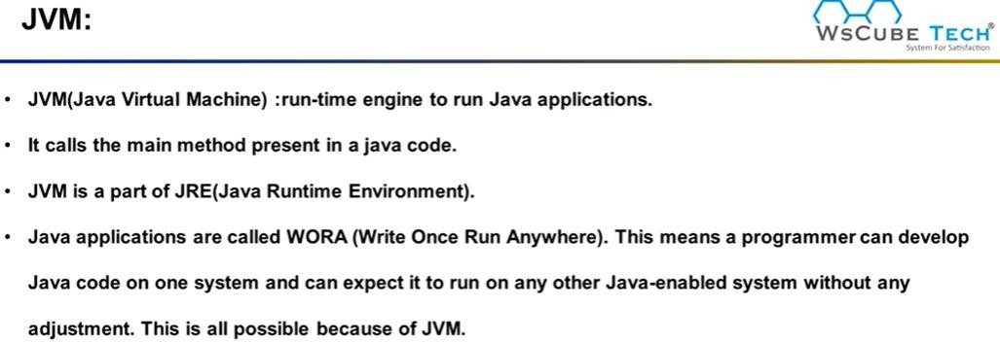 JVM:
WsCube Tech®
System For Satisfaction
• JVM(Java Virtual Machine) :run-time engine to run Java applications.
• It calls the main method present in a java code.
• JVM is a part of JRE(Java Runtime Environment).
• Java applications are called WORA (Write Once Run Anywhere). This means a programmer can develop
Java code on one system and can expect it to run on any other Java-enabled system without any
adjustment. This is all possible because of JVM.